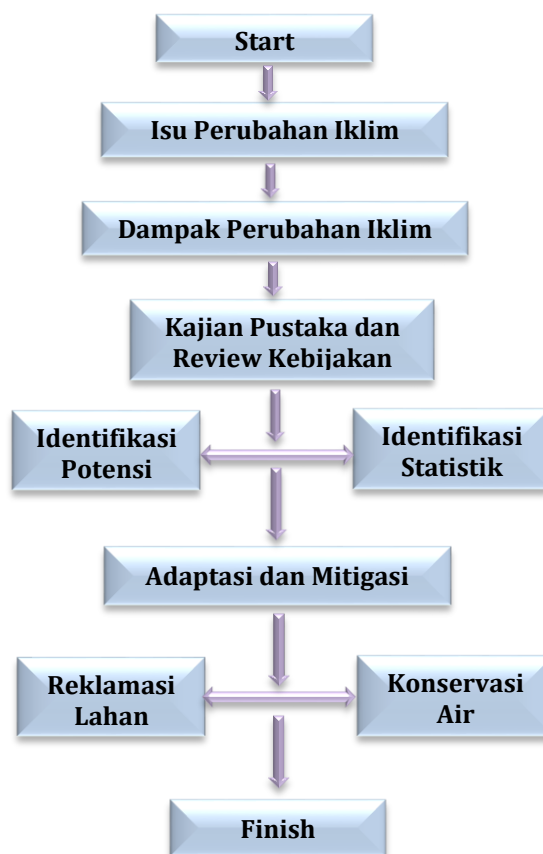 Start
Isu Perubahan Iklim
Dampak Perubahan Iklim
Kajian Pustaka dan
Review Kebijakan
Identifikasi
Potensi
Identifikasi
Statistik
Adaptasi dan Mitigasi
Reklamasi
Lahan
Konservasi
Air
Finish